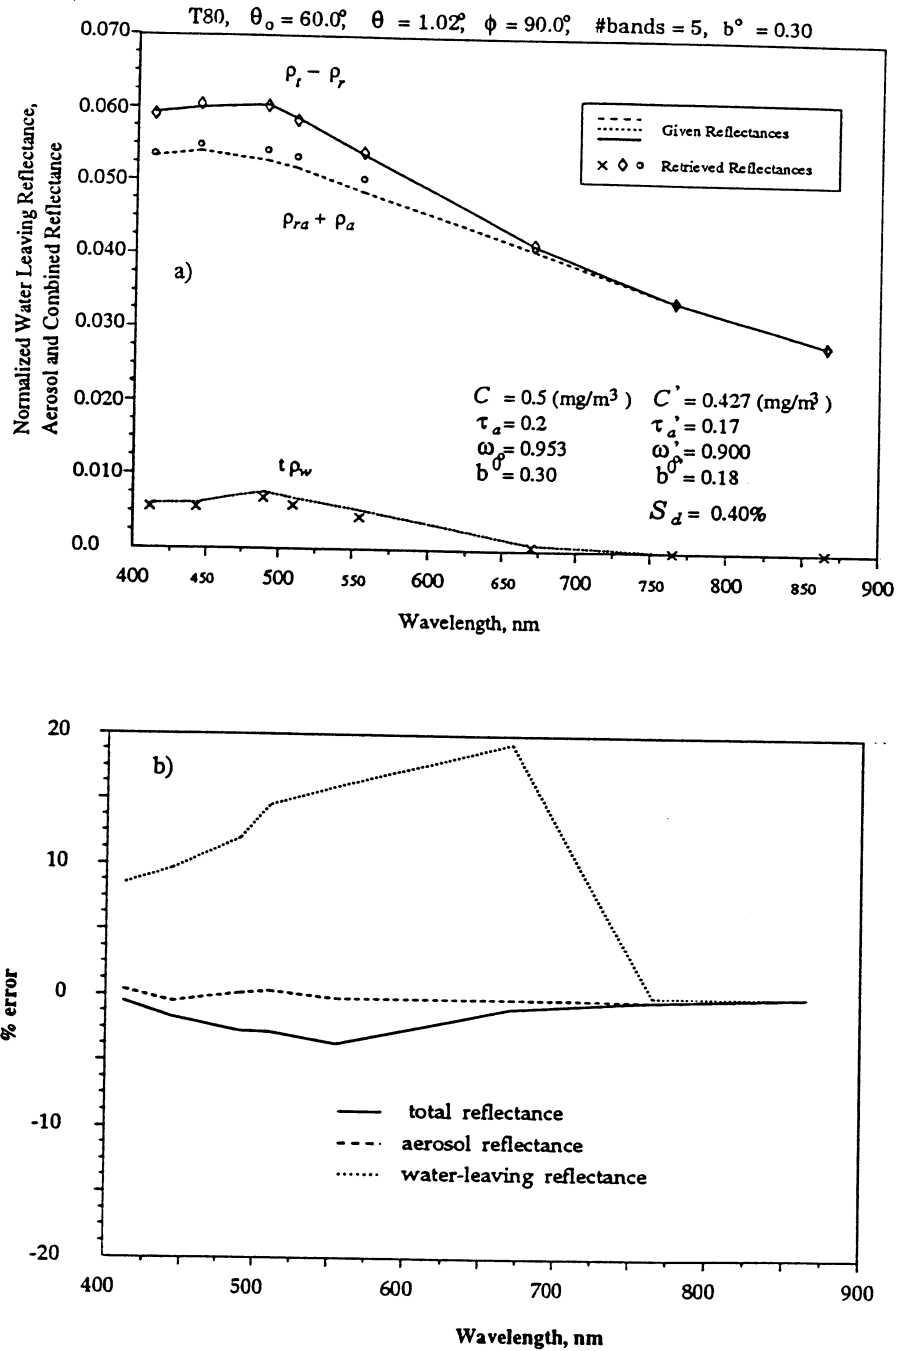 T80, θo = 60.0°, θ = 1.02°, ϕ = 90.0°, #bands = 5, b° = 0.30
Normalized Water Leaving Reflectance,
Aerosol and Combined Reflectance
0.070
0.060
0.050
0.040
0.030
0.020
0.010
0.0
ρt − ρr
Given Reflectances
× ◇ ○ Retrieved Reflectances
ρra + ρa
a)
C = 0.5 (mg/m³)
τa = 0.2
ωo = 0.953
b° = 0.30
C' = 0.427 (mg/m³)
τa' = 0.17
ωo' = 0.900
b°' = 0.18
Sd = 0.40%
tρw
400 450 500 550 600 650 700 750 800 850 900
Wavelength, nm
20
10
0
-10
-20
% error
b)
total reflectance
aerosol reflectance
water-leaving reflectance
400 500 600 700 800 900
Wavelength, nm